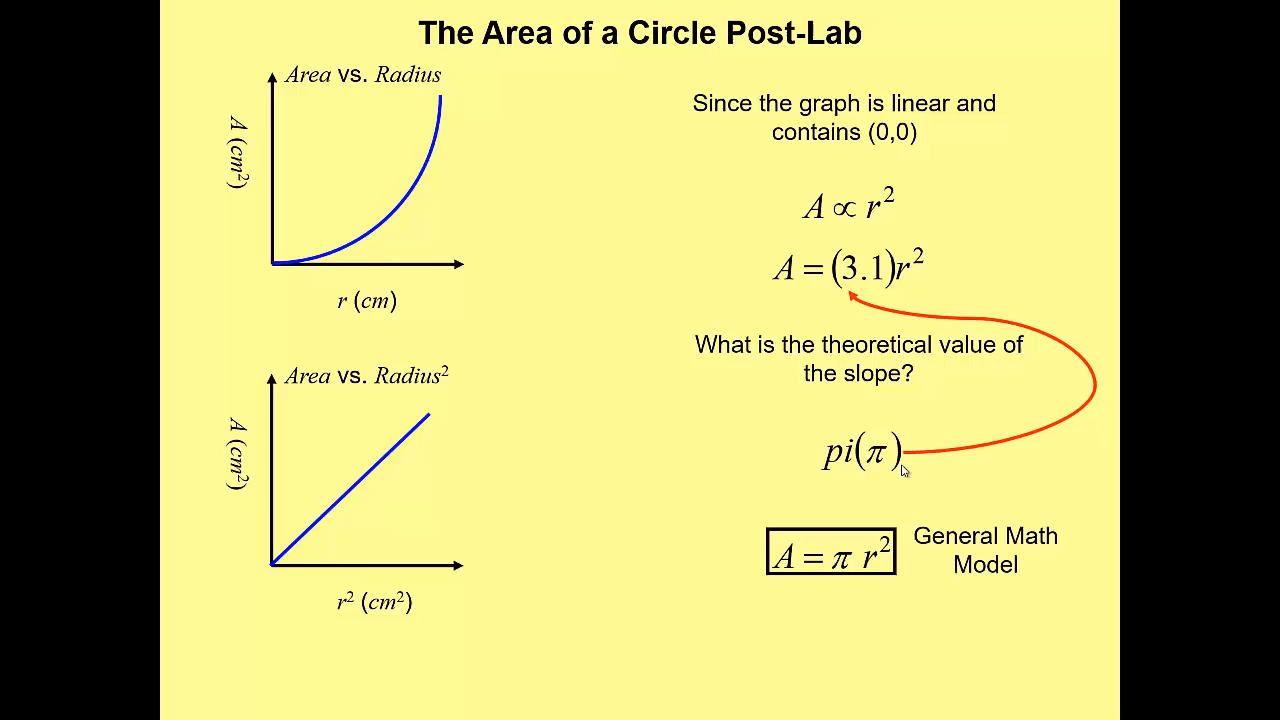 The Area of a Circle Post-Lab
Area vs. Radius
A (cm²)
r (cm)
Area vs. Radius²
A (cm²)
r² (cm²)
Since the graph is linear and
contains (0,0)
A ∝ r²
A = (3.1)r²
What is the theoretical value of
the slope?
pi(π)
A = π r²
General Math
Model